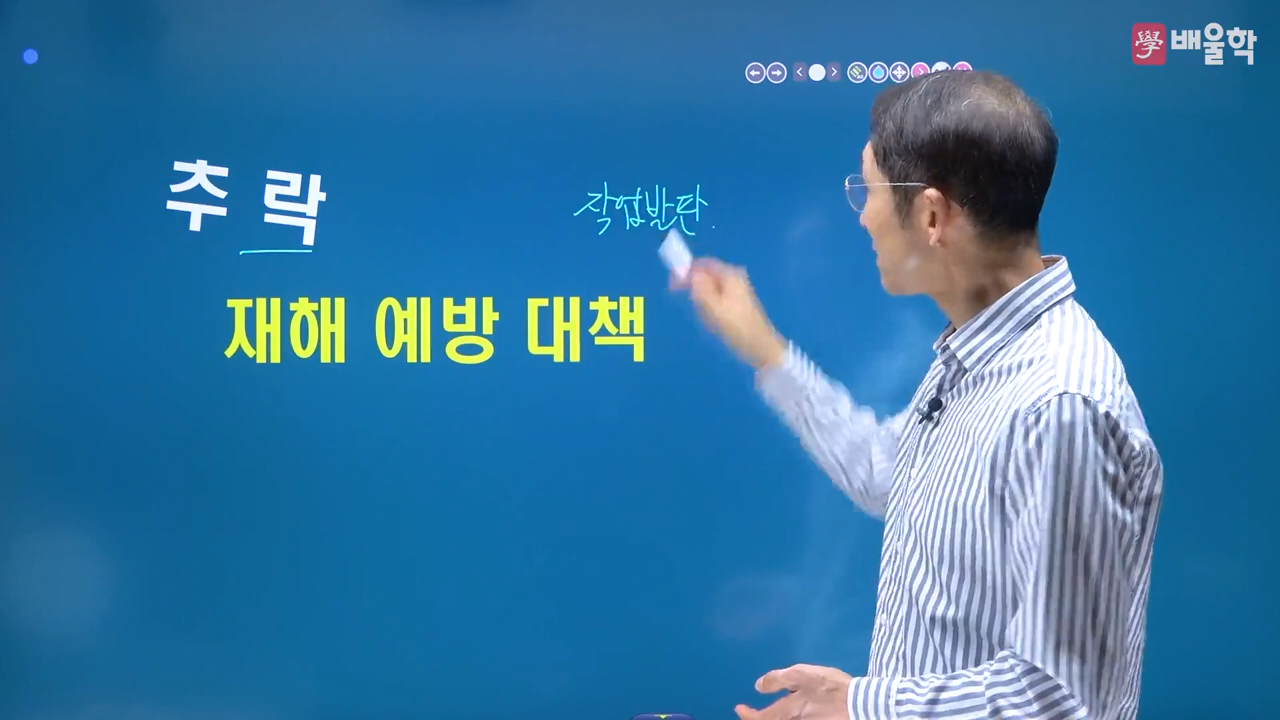 學 배울학
추 락
작업발판.
재해 예방 대책